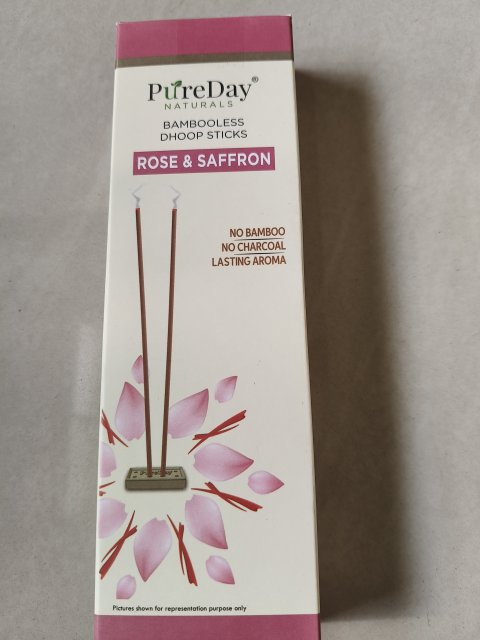 PureDay®
NATURALS
BAMBOOLESS
DHOOP STICKS
ROSE & SAFFRON
NO BAMBOO
NO CHARCOAL
LASTING AROMA
Pictures shown for representation purpose only